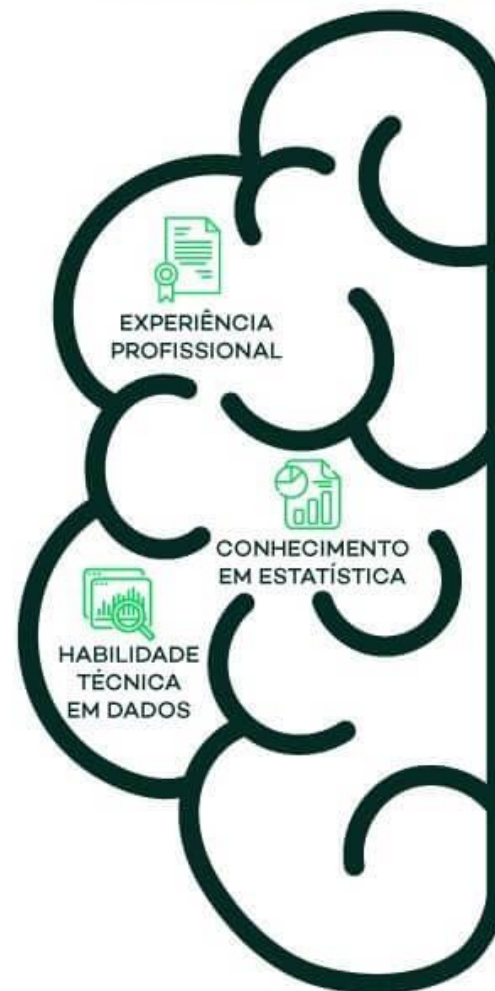 EXPERIÊNCIA
PROFISSIONAL
CONHECIMENTO
EM ESTATÍSTICA
HABILIDADE
TÉCNICA
EM DADOS